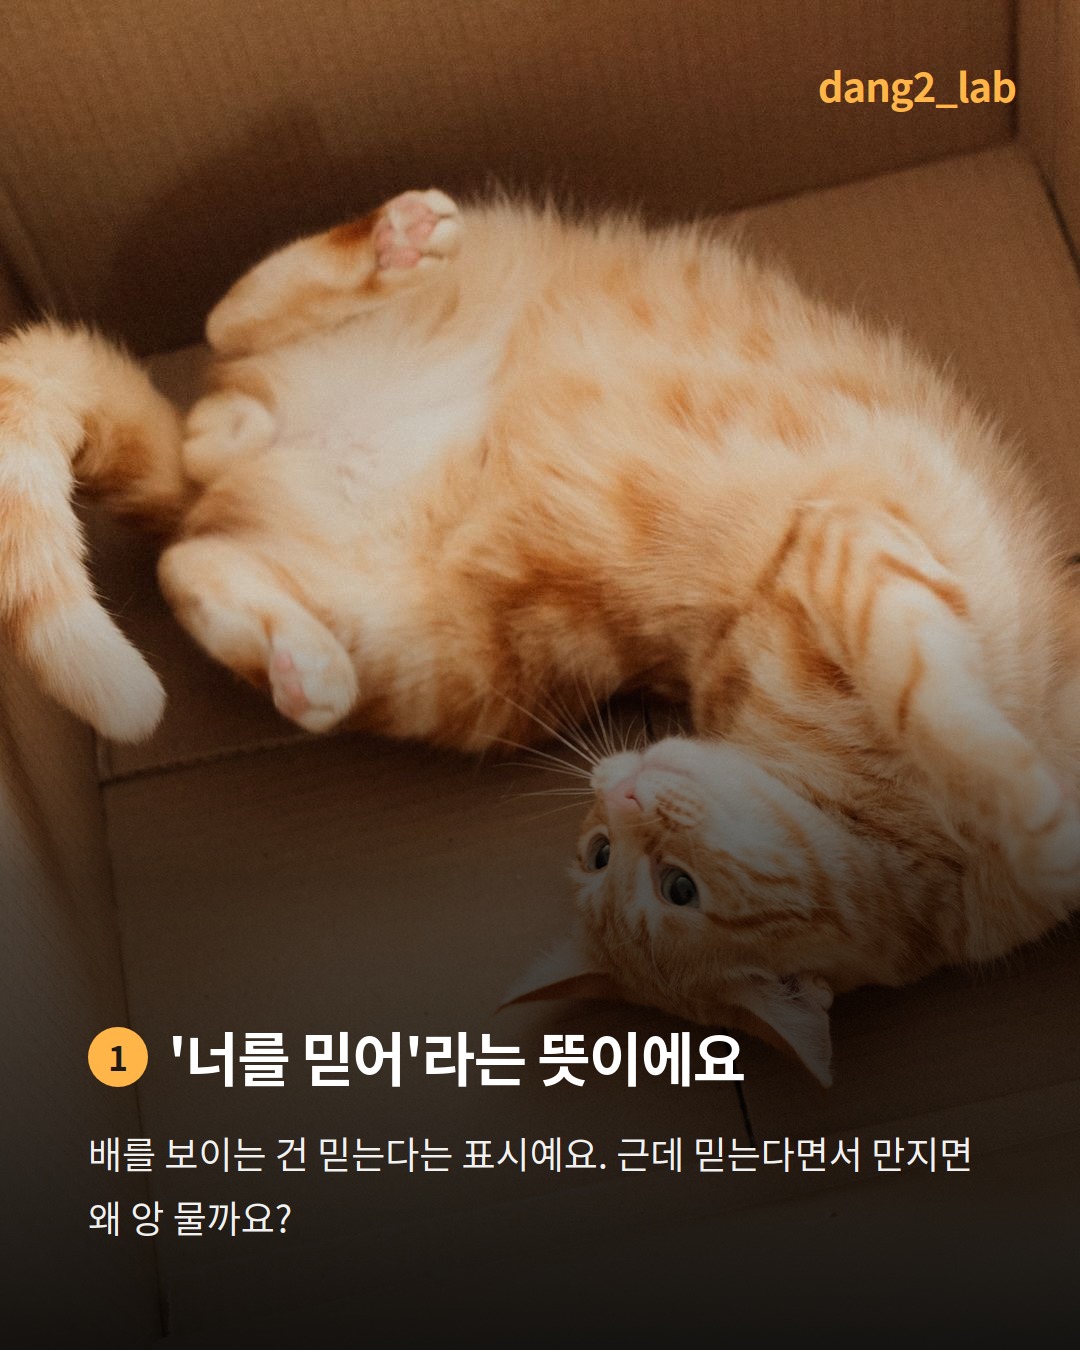 dang2_lab
1 '너를 믿어'라는 뜻이에요
배를 보이는 건 믿는다는 표시예요. 근데 믿는다면서 만지면
왜 앙 물까요?